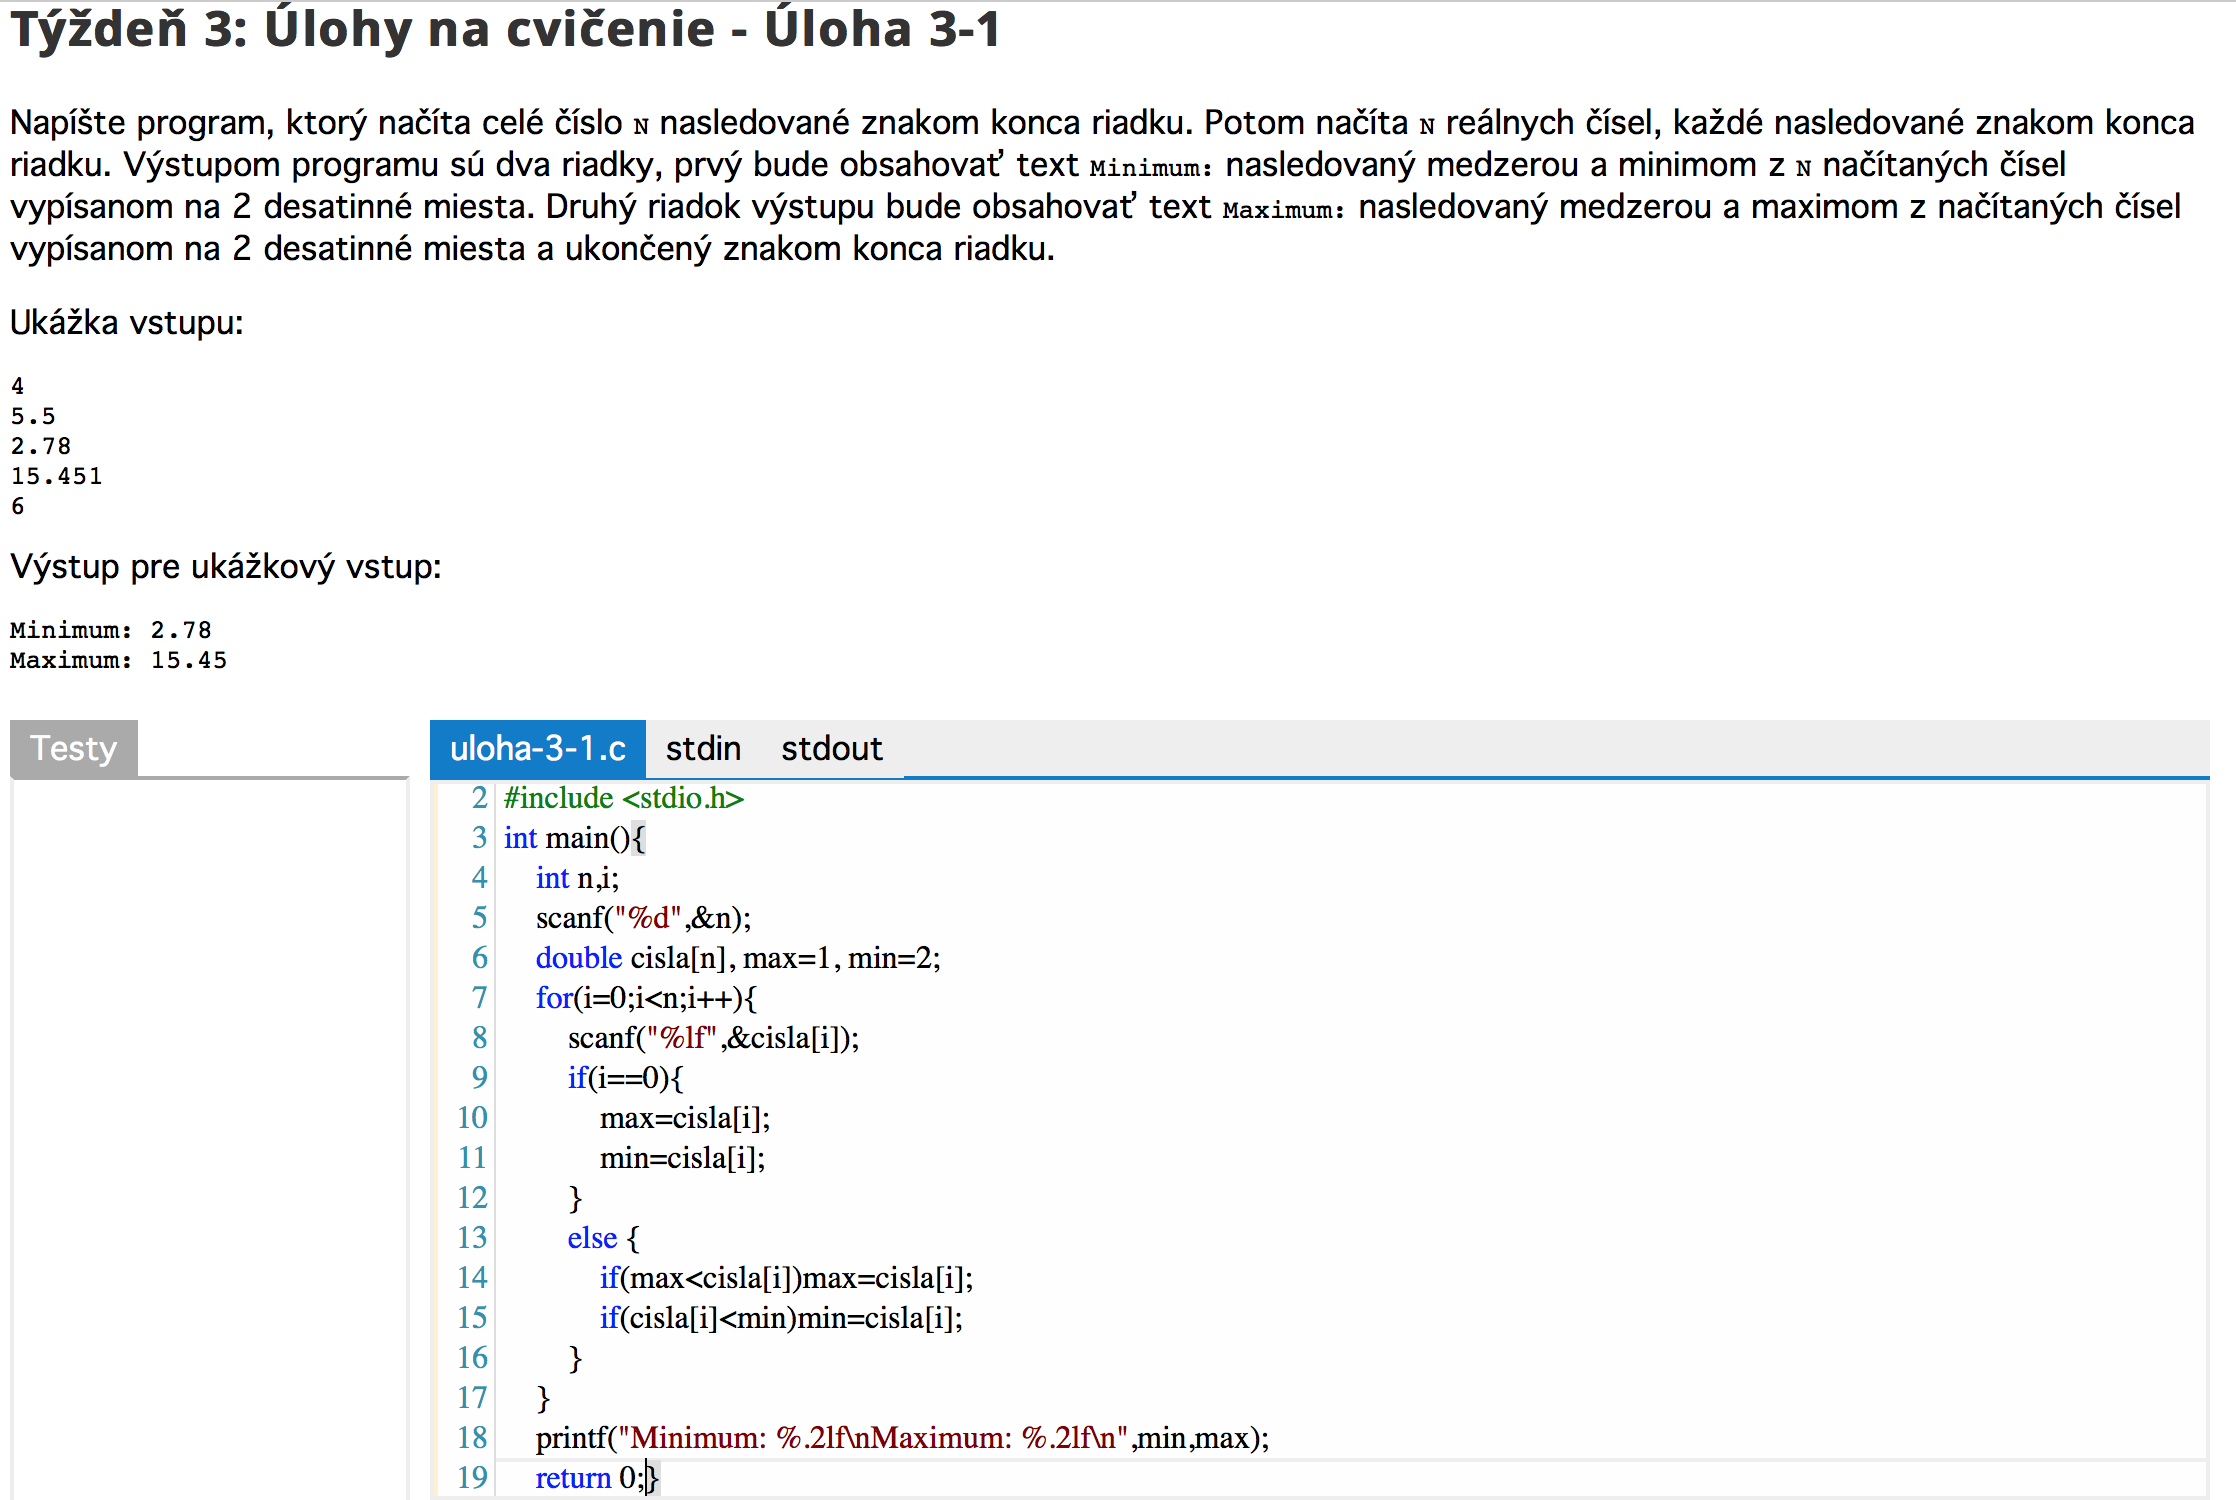 Týždeň 3: Úlohy na cvičenie - Úloha 3-1
Napíšte program, ktorý načíta celé číslo N nasledované znakom konca riadku. Potom načíta N reálnych čísel, každé nasledované znakom konca
riadku. Výstupom programu sú dva riadky, prvý bude obsahovať text Minimum: nasledovaný medzerou a minimom z N načítaných čísel
vypísanom na 2 desatinné miesta. Druhý riadok výstupu bude obsahovať text Maximum: nasledovaný medzerou a maximom z načítaných čísel
vypísanom na 2 desatinné miesta a ukončený znakom konca riadku.
Ukážka vstupu:
4
5.5
2.78
15.451
6
Výstup pre ukážkový vstup:
Minimum: 2.78
Maximum: 15.45
Testy
uloha-3-1.c stdin stdout
2 #include <stdio.h>
3 int main(){
4 int n,i;
5 scanf("%d",&n);
6 double cisla[n], max=1, min=2;
7 for(i=0;i<n;i++){
8 scanf("%lf",&cisla[i]);
9 if(i==0){
10 max=cisla[i];
11 min=cisla[i];
12 }
13 else {
14 if(max<cisla[i])max=cisla[i];
15 if(cisla[i]<min)min=cisla[i];
16 }
17 }
18 printf("Minimum: %.2lf\nMaximum: %.2lf\n",min,max);
19 return 0;}